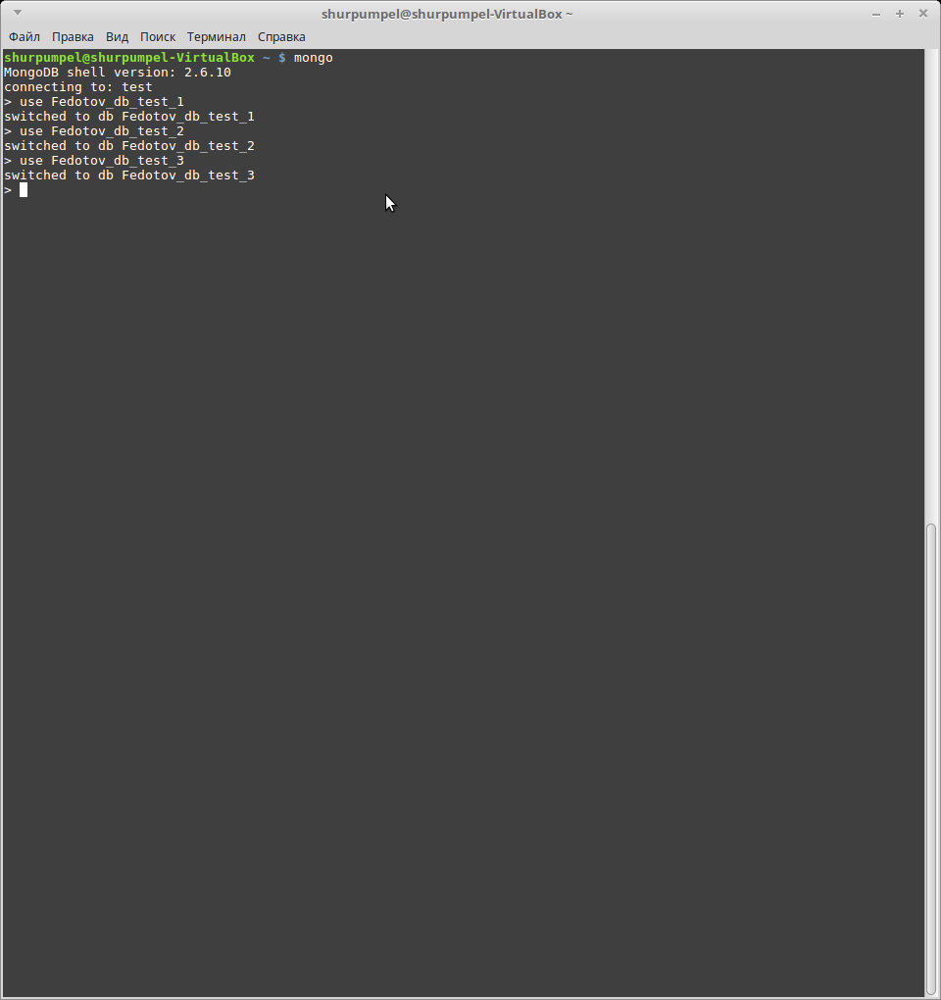 shurpumpel@shurpumpel-VirtualBox ~
Файл Правка Вид Поиск Терминал Справка
shurpumpel@shurpumpel-VirtualBox ~ $ mongo
MongoDB shell version: 2.6.10
connecting to: test
> use Fedotov_db_test_1
switched to db Fedotov_db_test_1
> use Fedotov_db_test_2
switched to db Fedotov_db_test_2
> use Fedotov_db_test_3
switched to db Fedotov_db_test_3
>